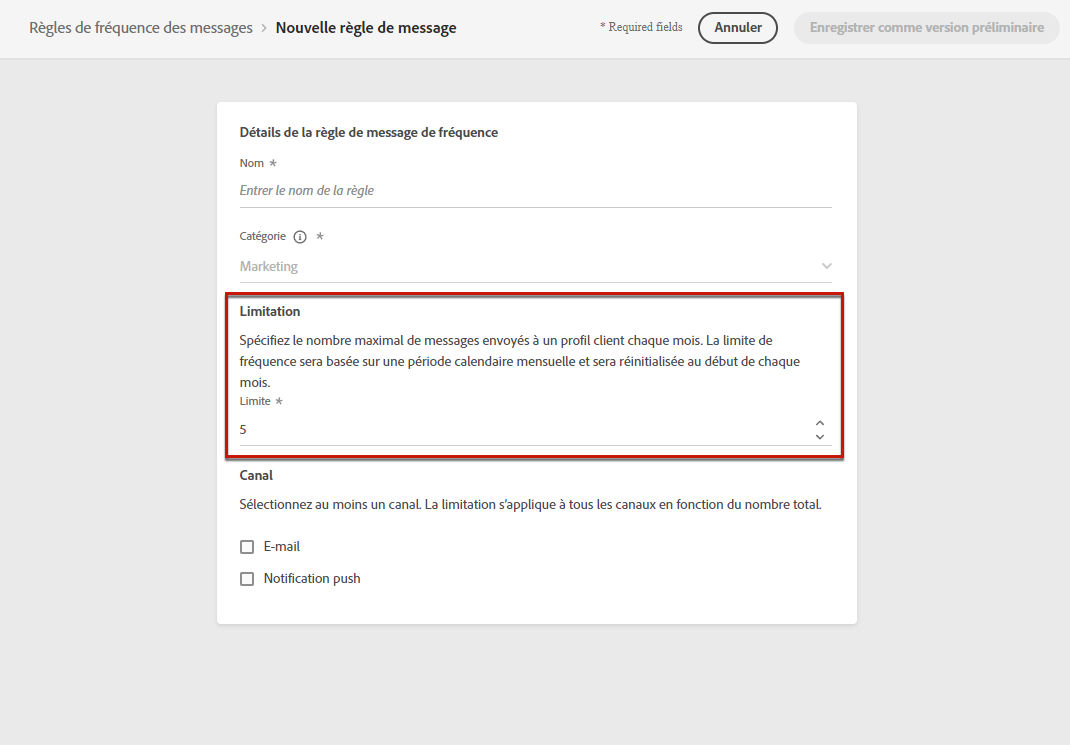 Règles de fréquence des messages > Nouvelle règle de message * Required fields Annuler Enregistrer comme version préliminaire
Détails de la règle de message de fréquence
Nom *
Entrer le nom de la règle
Catégorie *
Marketing
Limitation
Spécifiez le nombre maximal de messages envoyés à un profil client chaque mois. La limite de
fréquence sera basée sur une période calendaire mensuelle et sera réinitialisée au début de chaque
mois.
Limite *
5
Canal
Sélectionnez au moins un canal. La limitation s'applique à tous les canaux en fonction du nombre total.
E-mail
Notification push